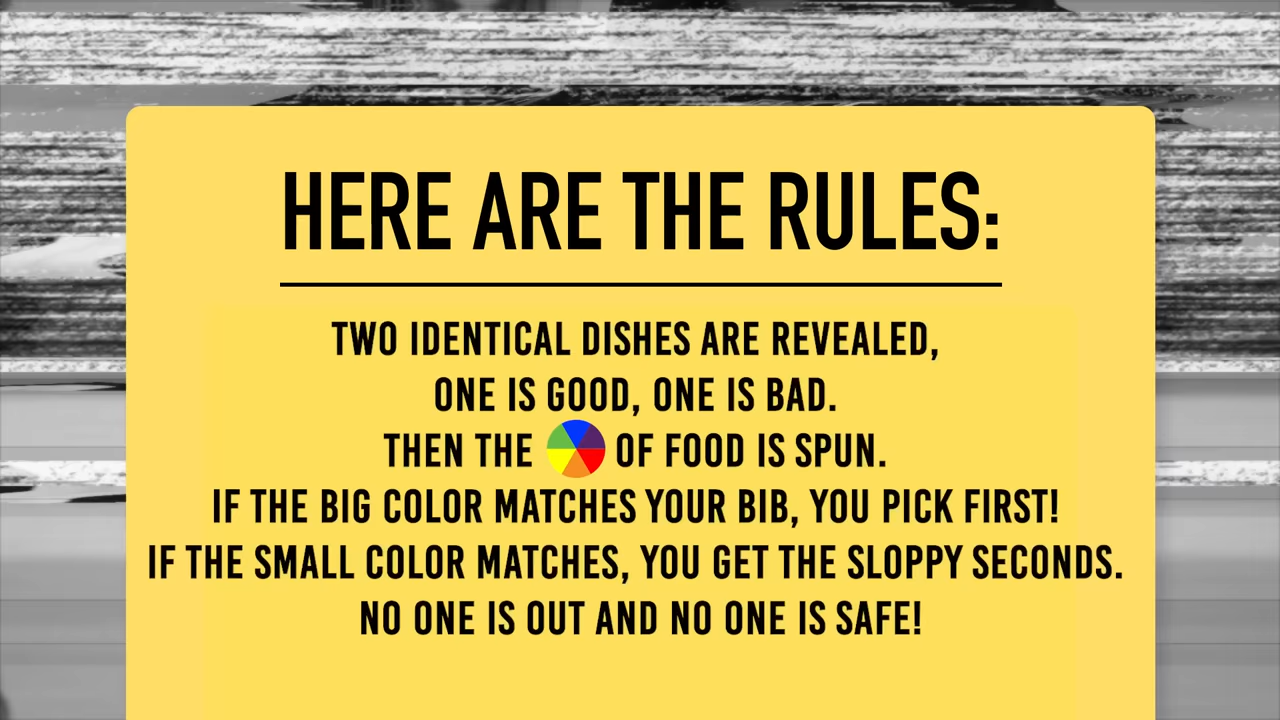 HERE ARE THE RULES:
TWO IDENTICAL DISHES ARE REVEALED,
ONE IS GOOD, ONE IS BAD.
THEN THE OF FOOD IS SPUN.
IF THE BIG COLOR MATCHES YOUR BIB, YOU PICK FIRST!
IF THE SMALL COLOR MATCHES, YOU GET THE SLOPPY SECONDS.
NO ONE IS OUT AND NO ONE IS SAFE!